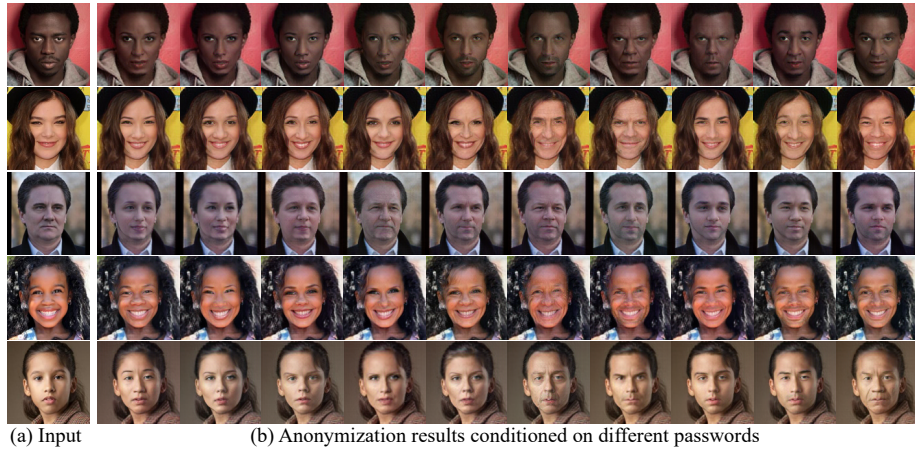 (a) Input
(b) Anonymization results conditioned on different passwords